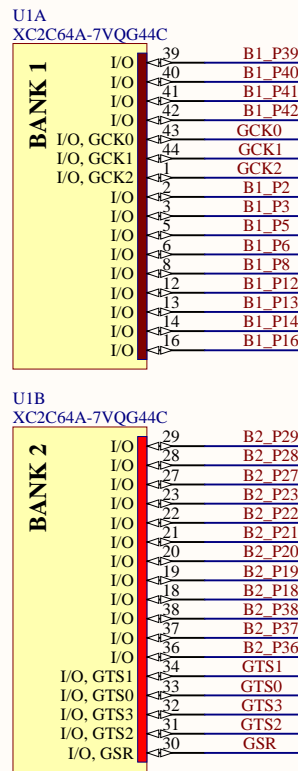 U1A
XC2C64A-7VQG44C
BANK 1
I/O 39 B1_P39
I/O 40 B1_P40
I/O 41 B1_P41
I/O 42 B1_P42
I/O, GCK0 43 GCK0
I/O, GCK1 44 GCK1
I/O, GCK2 1 GCK2
I/O 2 B1_P2
I/O 3 B1_P3
I/O 5 B1_P5
I/O 6 B1_P6
I/O 8 B1_P8
I/O 12 B1_P12
I/O 13 B1_P13
I/O 14 B1_P14
I/O 16 B1_P16
U1B
XC2C64A-7VQG44C
BANK 2
I/O 29 B2_P29
I/O 28 B2_P28
I/O 27 B2_P27
I/O 23 B2_P23
I/O 22 B2_P22
I/O 21 B2_P21
I/O 20 B2_P20
I/O 19 B2_P19
I/O 18 B2_P18
I/O 38 B2_P38
I/O 37 B2_P37
I/O 36 B2_P36
I/O, GTS1 34 GTS1
I/O, GTS0 33 GTS0
I/O, GTS3 32 GTS3
I/O, GTS2 31 GTS2
I/O, GSR 30 GSR